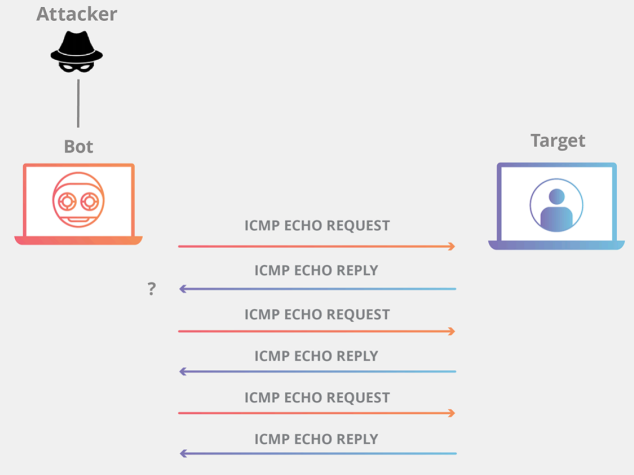 Attacker
Bot
Target
ICMP ECHO REQUEST
ICMP ECHO REPLY
?
ICMP ECHO REQUEST
ICMP ECHO REPLY
ICMP ECHO REQUEST
ICMP ECHO REPLY